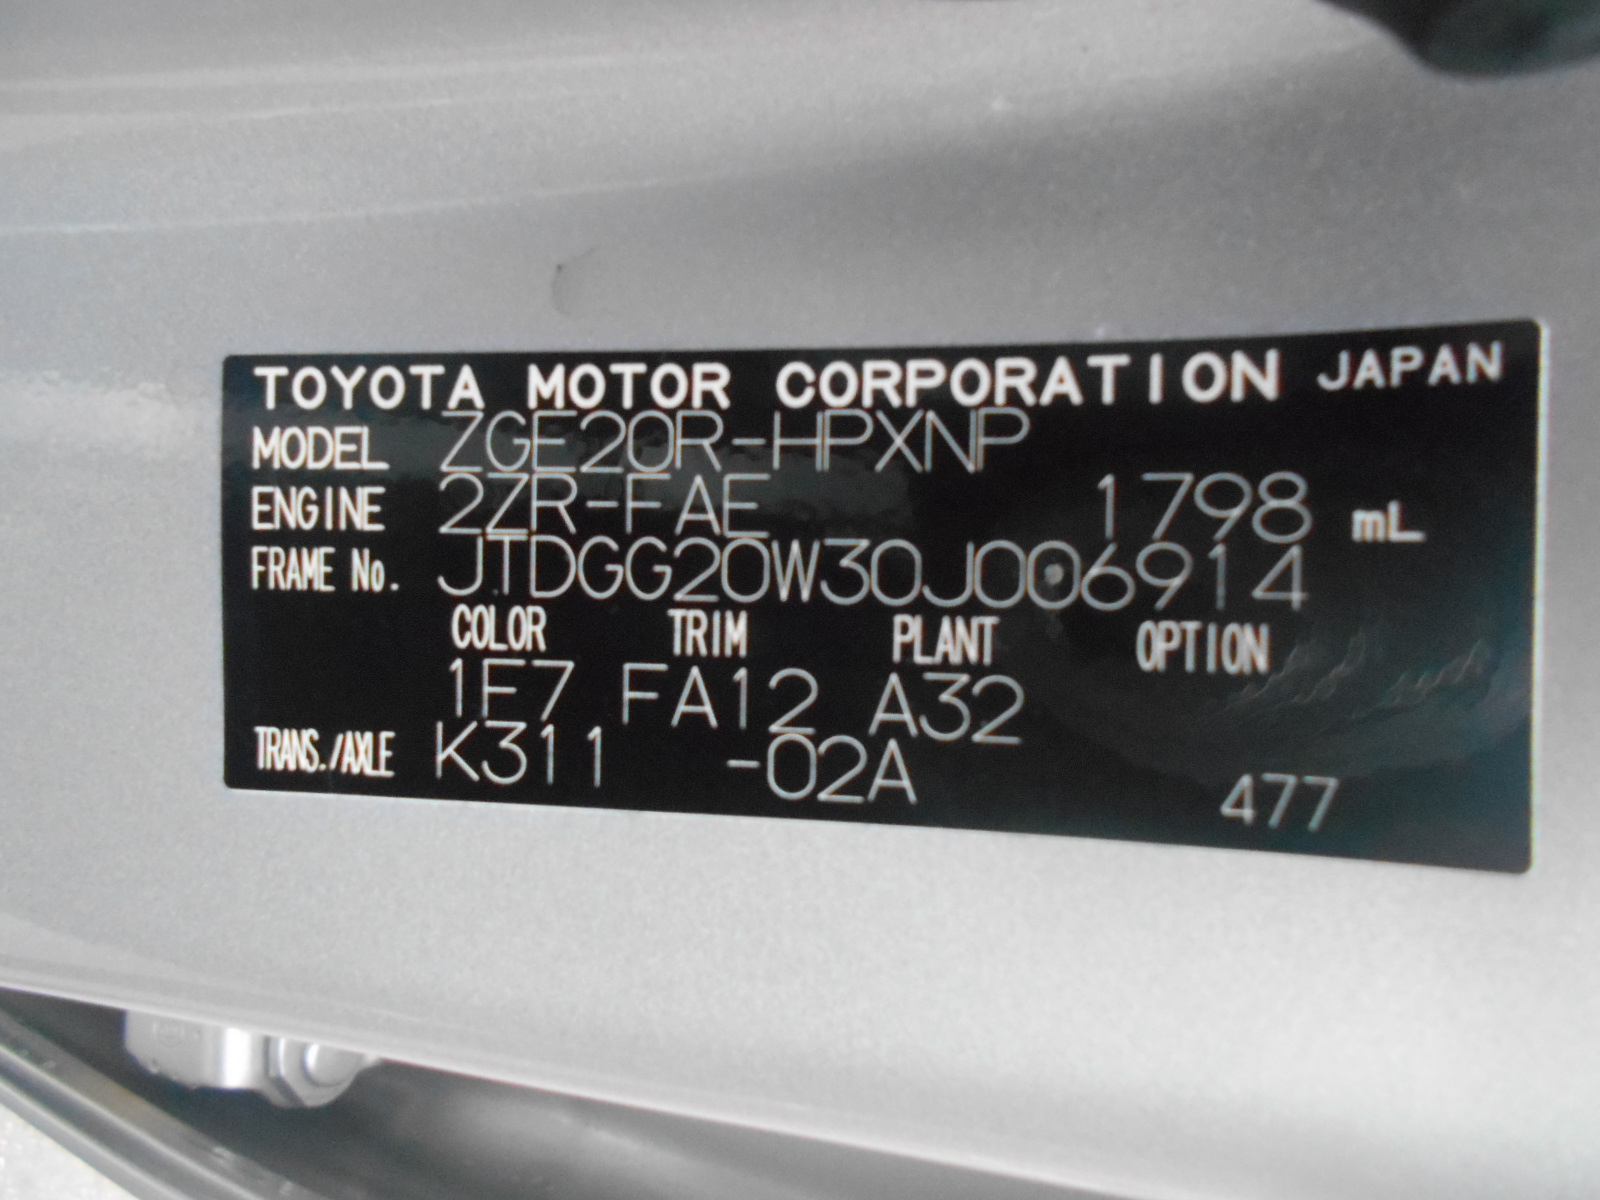 TOYOTA MOTOR CORPORATION JAPAN
MODEL ZGE20R-HPXNP
ENGINE 2ZR-FAE 1798 mL
FRAME No. JTDGG20W30J006914
COLOR TRIM PLANT OPTION
1F7 FA12 A32
TRANS./AXLE K311 -02A
477